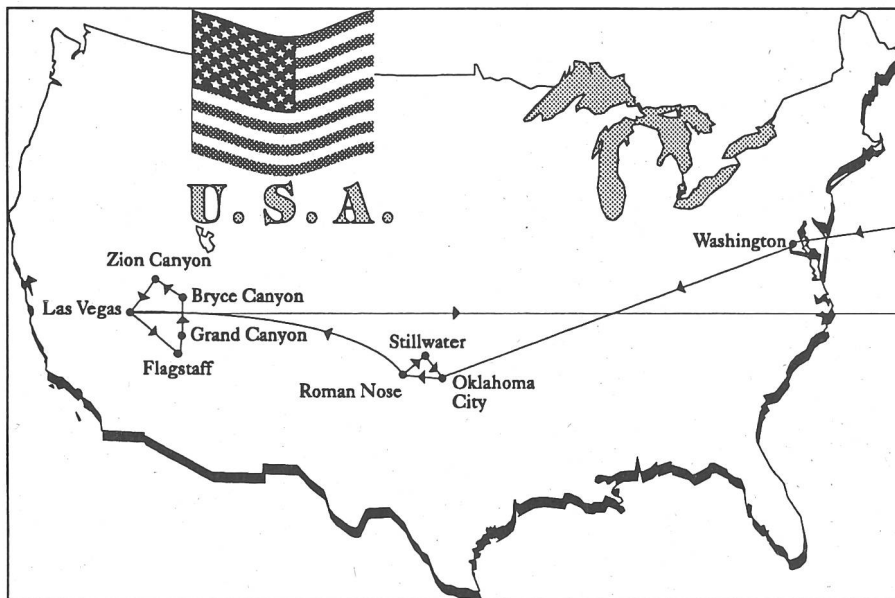 U.S.A.
Washington
Zion Canyon
Las Vegas
Bryce Canyon
Grand Canyon
Flagstaff
Stillwater
Roman Nose
Oklahoma
City